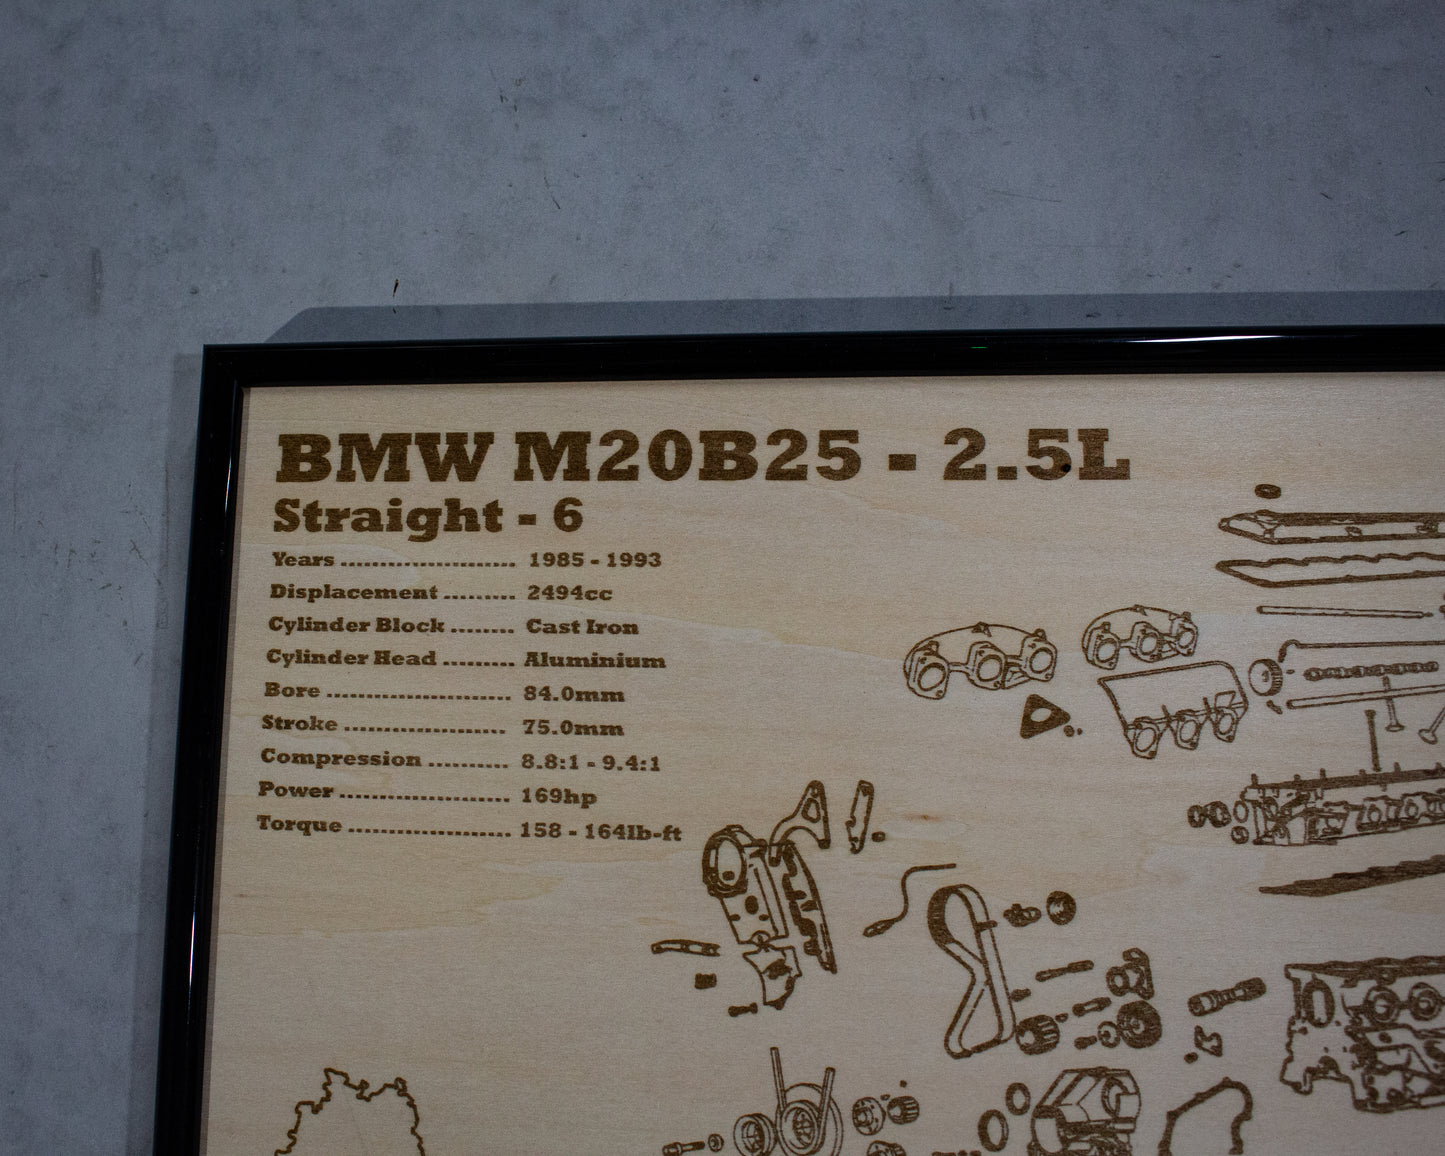 BMW M20B25 - 2.5L
Straight - 6
Years ...................... 1985 - 1993
Displacement ......... 2494cc
Cylinder Block ........ Cast Iron
Cylinder Head ......... Aluminium
Bore ............................. 84.0mm
Stroke .......................... 75.0mm
Compression .......... 8.8:1 - 9.4:1
Power ........................... 169hp
Torque .......................... 158 - 164lb-ft